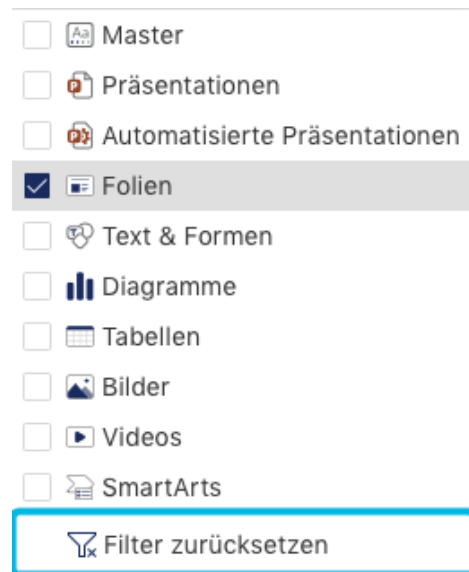 Master
Präsentationen
Automatisierte Präsentationen
Folien
Text & Formen
Diagramme
Tabellen
Bilder
Videos
SmartArts
Filter zurücksetzen